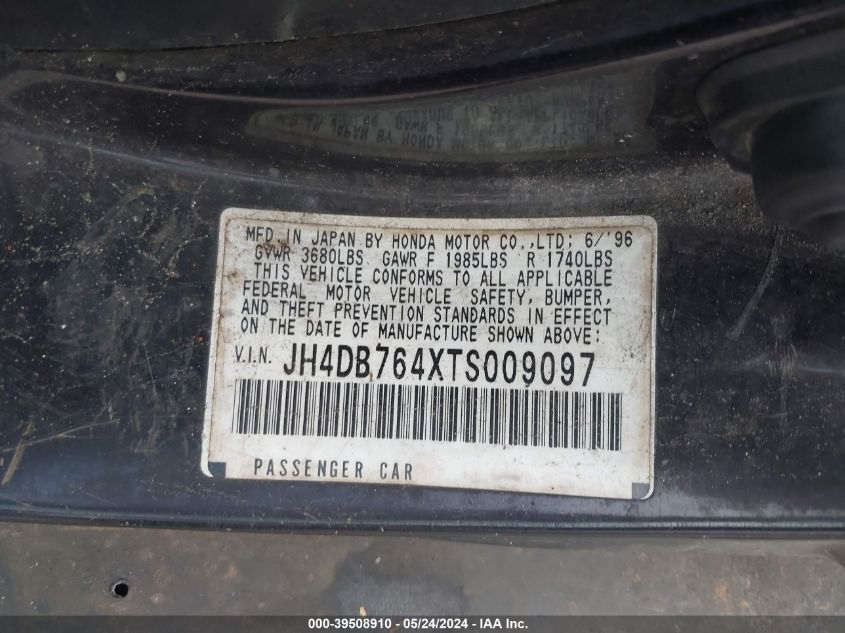 MFD. IN JAPAN BY HONDA MOTOR CO.,LTD; 6/'96
GVWR 3680LBS GAWR F 1985LBS R 1740LBS
THIS VEHICLE CONFORMS TO ALL APPLICABLE
FEDERAL MOTOR VEHICLE SAFETY, BUMPER,
AND THEFT PREVENTION STANDARDS IN EFFECT
ON THE DATE OF MANUFACTURE SHOWN ABOVE:
V.I.N. JH4DB764XTS009097
PASSENGER CAR
000-39508910 / 05/24/2024 - IAA Inc.